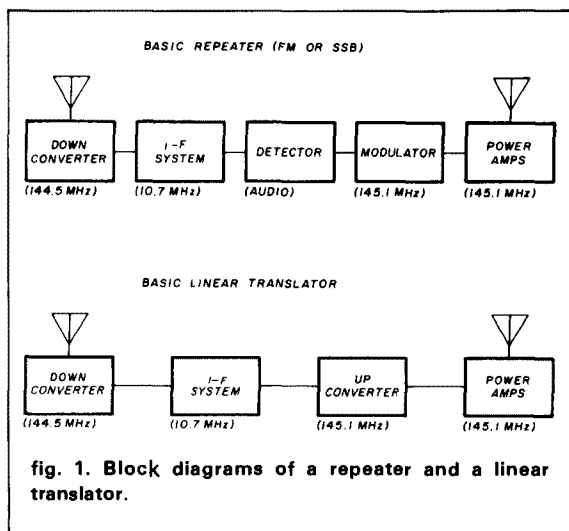 BASIC REPEATER (FM OR SSB)
DOWN CONVERTER
I-F SYSTEM
DETECTOR
MODULATOR
POWER AMPS
(144.5 MHz)
(10.7 MHz)
(AUDIO)
(145.1 MHz)
(145.1 MHz)
BASIC LINEAR TRANSLATOR
DOWN CONVERTER
I-F SYSTEM
UP CONVERTER
POWER AMPS
(144.5 MHz)
(10.7 MHz)
(145.1 MHz)
(145.1 MHz)
fig. 1. Block diagrams of a repeater and a linear
translator.